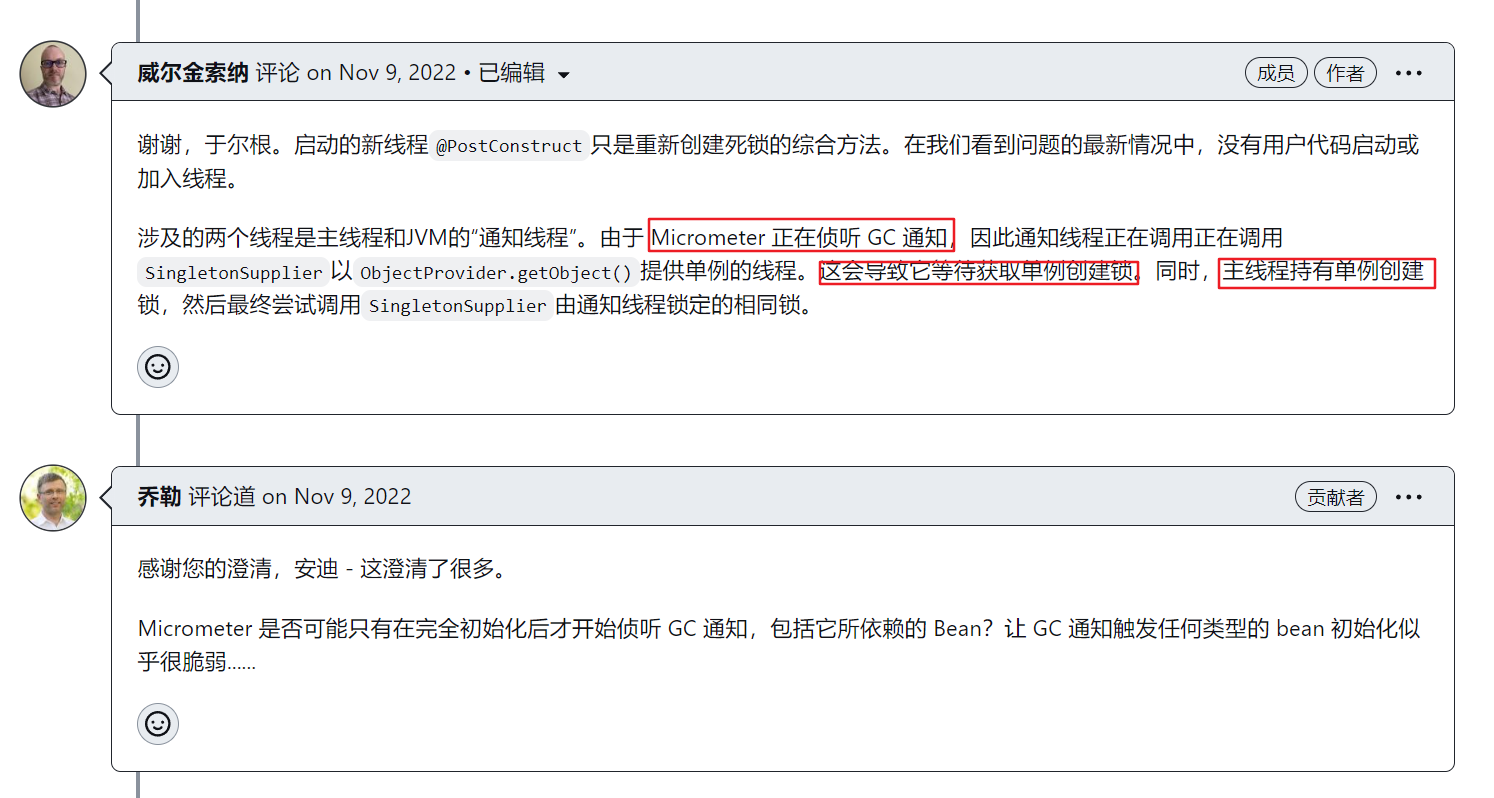 威尔金索纳 评论 on Nov 9, 2022 • 已编辑
成员 作者
谢谢，于尔根。启动的新线程 @PostConstruct 只是重新创建死锁的综合方法。在我们看到问题的最新情况中，没有用户代码启动或
加入线程。
涉及的两个线程是主线程和JVM的“通知线程”。由于 Micrometer 正在侦听 GC 通知，因此通知线程正在调用正在调用
SingletonSupplier 以 ObjectProvider.getObject() 提供单例的线程。这会导致它等待获取单例创建锁。同时，主线程持有单例创建
锁，然后最终尝试调用 SingletonSupplier 由通知线程锁定的相同锁。
乔勒 评论道 on Nov 9, 2022
贡献者
感谢您的澄清，安迪 - 这澄清了很多。
Micrometer 是否可能只有在完全初始化后才开始侦听 GC 通知，包括它所依赖的 Bean？让 GC 通知触发任何类型的 bean 初始化似
乎很脆弱......